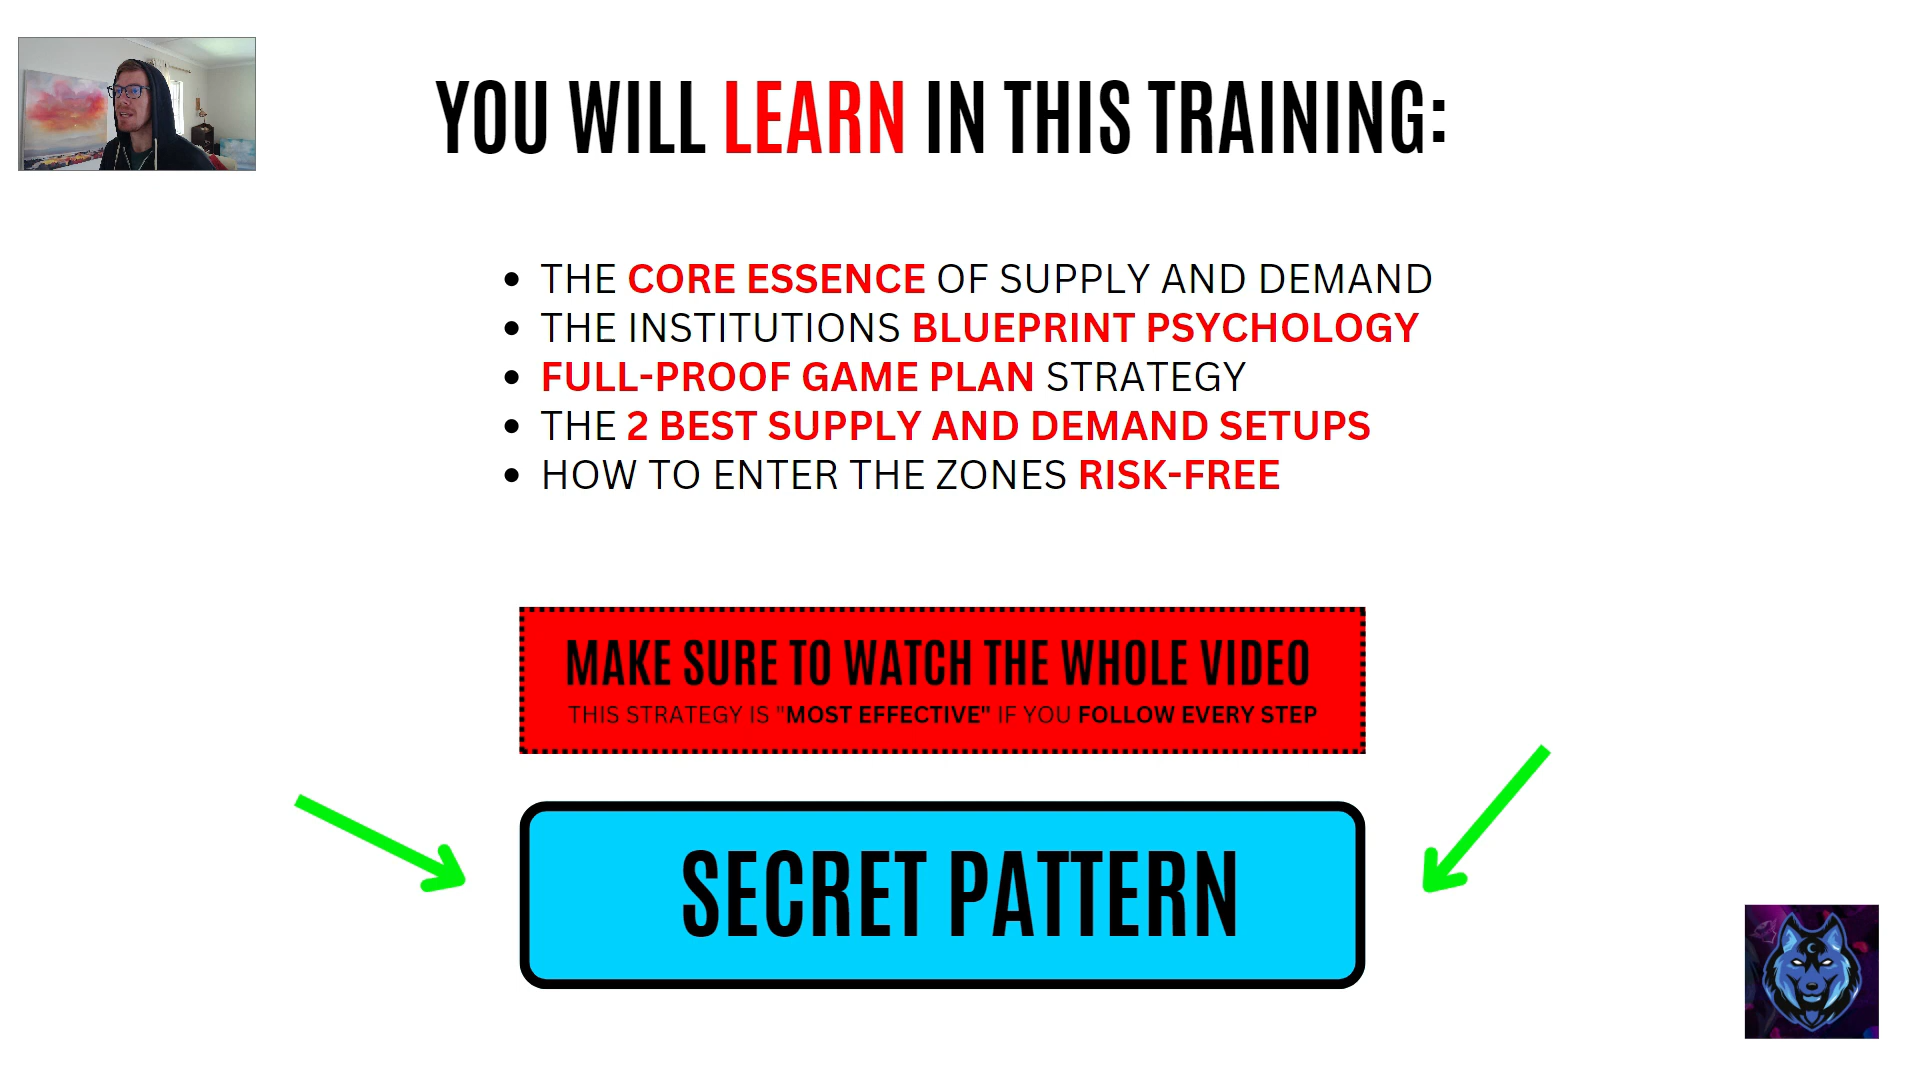 YOU WILL LEARN IN THIS TRAINING:
• THE CORE ESSENCE OF SUPPLY AND DEMAND
• THE INSTITUTIONS BLUEPRINT PSYCHOLOGY
• FULL-PROOF GAME PLAN STRATEGY
• THE 2 BEST SUPPLY AND DEMAND SETUPS
• HOW TO ENTER THE ZONES RISK-FREE
MAKE SURE TO WATCH THE WHOLE VIDEO
THIS STRATEGY IS "MOST EFFECTIVE" IF YOU FOLLOW EVERY STEP
SECRET PATTERN